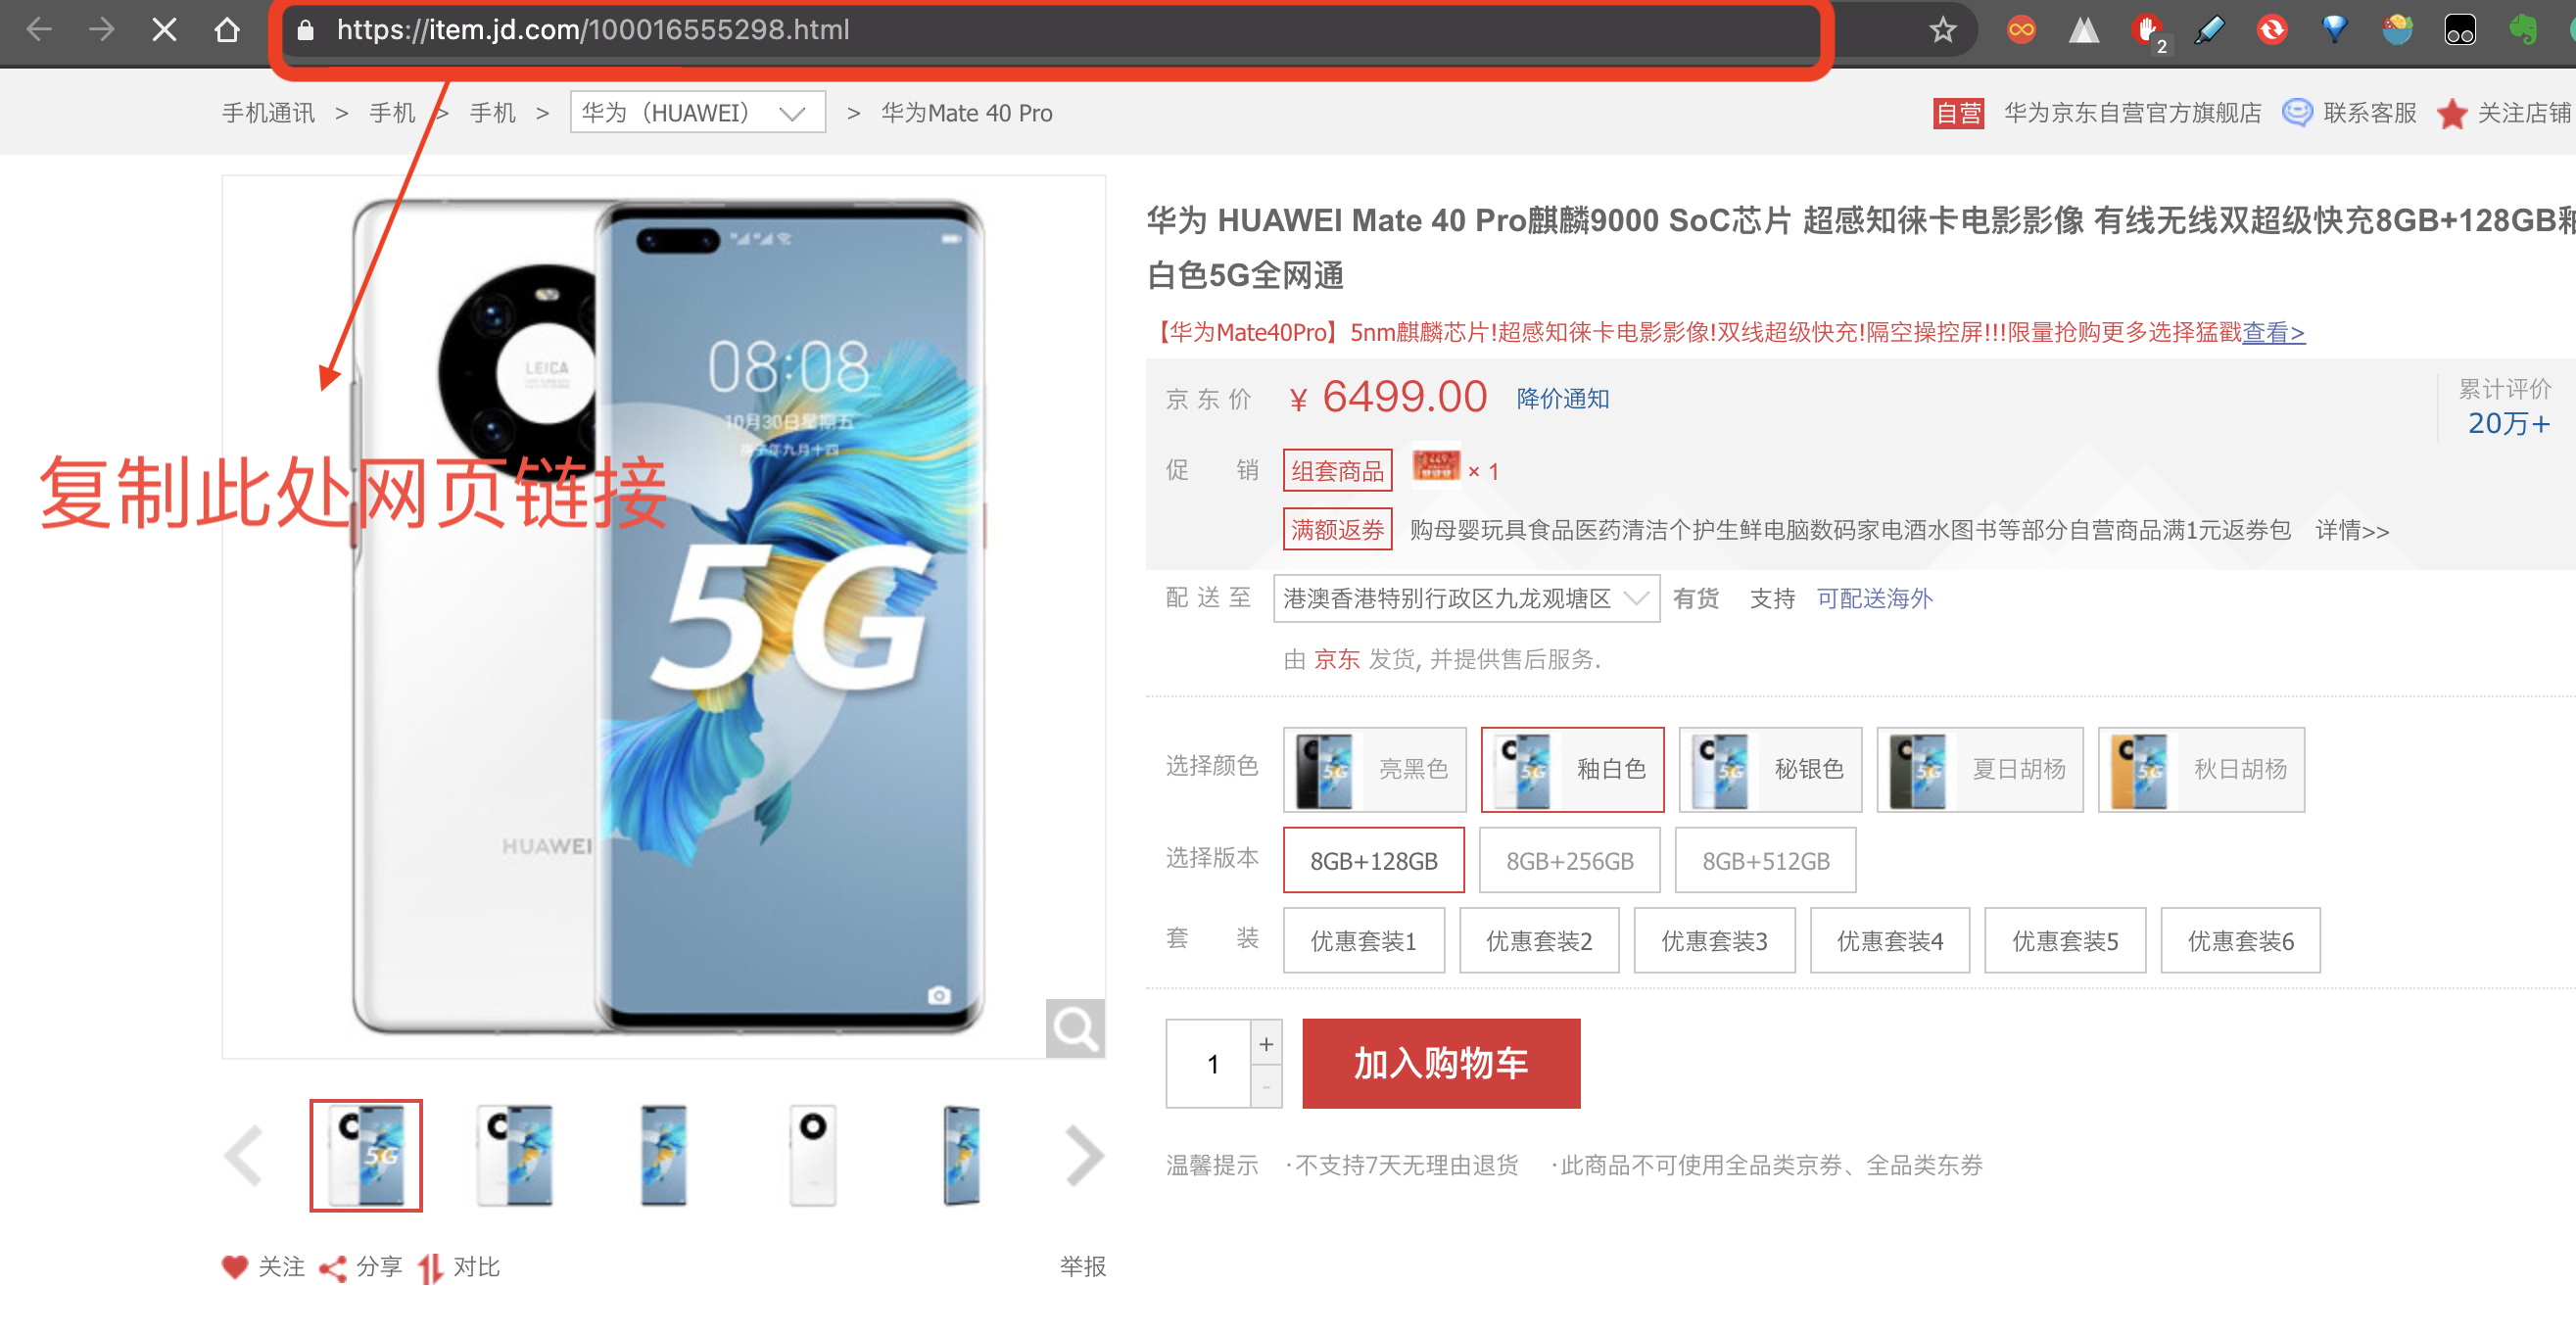 https://item.jd.com/100016555298.html
2
手机通讯 > 手机 > 手机 > 华为（HUAWEI） > 华为Mate 40 Pro
自营 华为京东自营官方旗舰店 联系客服 关注店铺
华为 HUAWEI Mate 40 Pro麒麟9000 SoC芯片 超感知徕卡电影影像 有线无线双超级快充8GB+128GB釉
白色5G全网通
【华为Mate40Pro】5nm麒麟芯片!超感知徕卡电影影像!双线超级快充!隔空操控屏!!!限量抢购更多选择猛戳查看>
京东价 ¥ 6499.00 降价通知
累计评价
20万+
促 销 组套商品 × 1
满额返券 购母婴玩具食品医药清洁个护生鲜电脑数码家电酒水图书等部分自营商品满1元返券包 详情>>
配送至 港澳香港特别行政区九龙观塘区 有货 支持 可配送海外
由 京东 发货, 并提供售后服务.
选择颜色 亮黑色 釉白色 秘银色 夏日胡杨 秋日胡杨
选择版本 8GB+128GB 8GB+256GB 8GB+512GB
套 装 优惠套装1 优惠套装2 优惠套装3 优惠套装4 优惠套装5 优惠套装6
1 + -
加入购物车
温馨提示 ·不支持7天无理由退货 ·此商品不可使用全品类京券、全品类东券
复制此处网页链接
LEICA
08:08
10月30日星期五
庚子年九月十四
5G
HUAWEI
5G
关注 分享 对比 举报